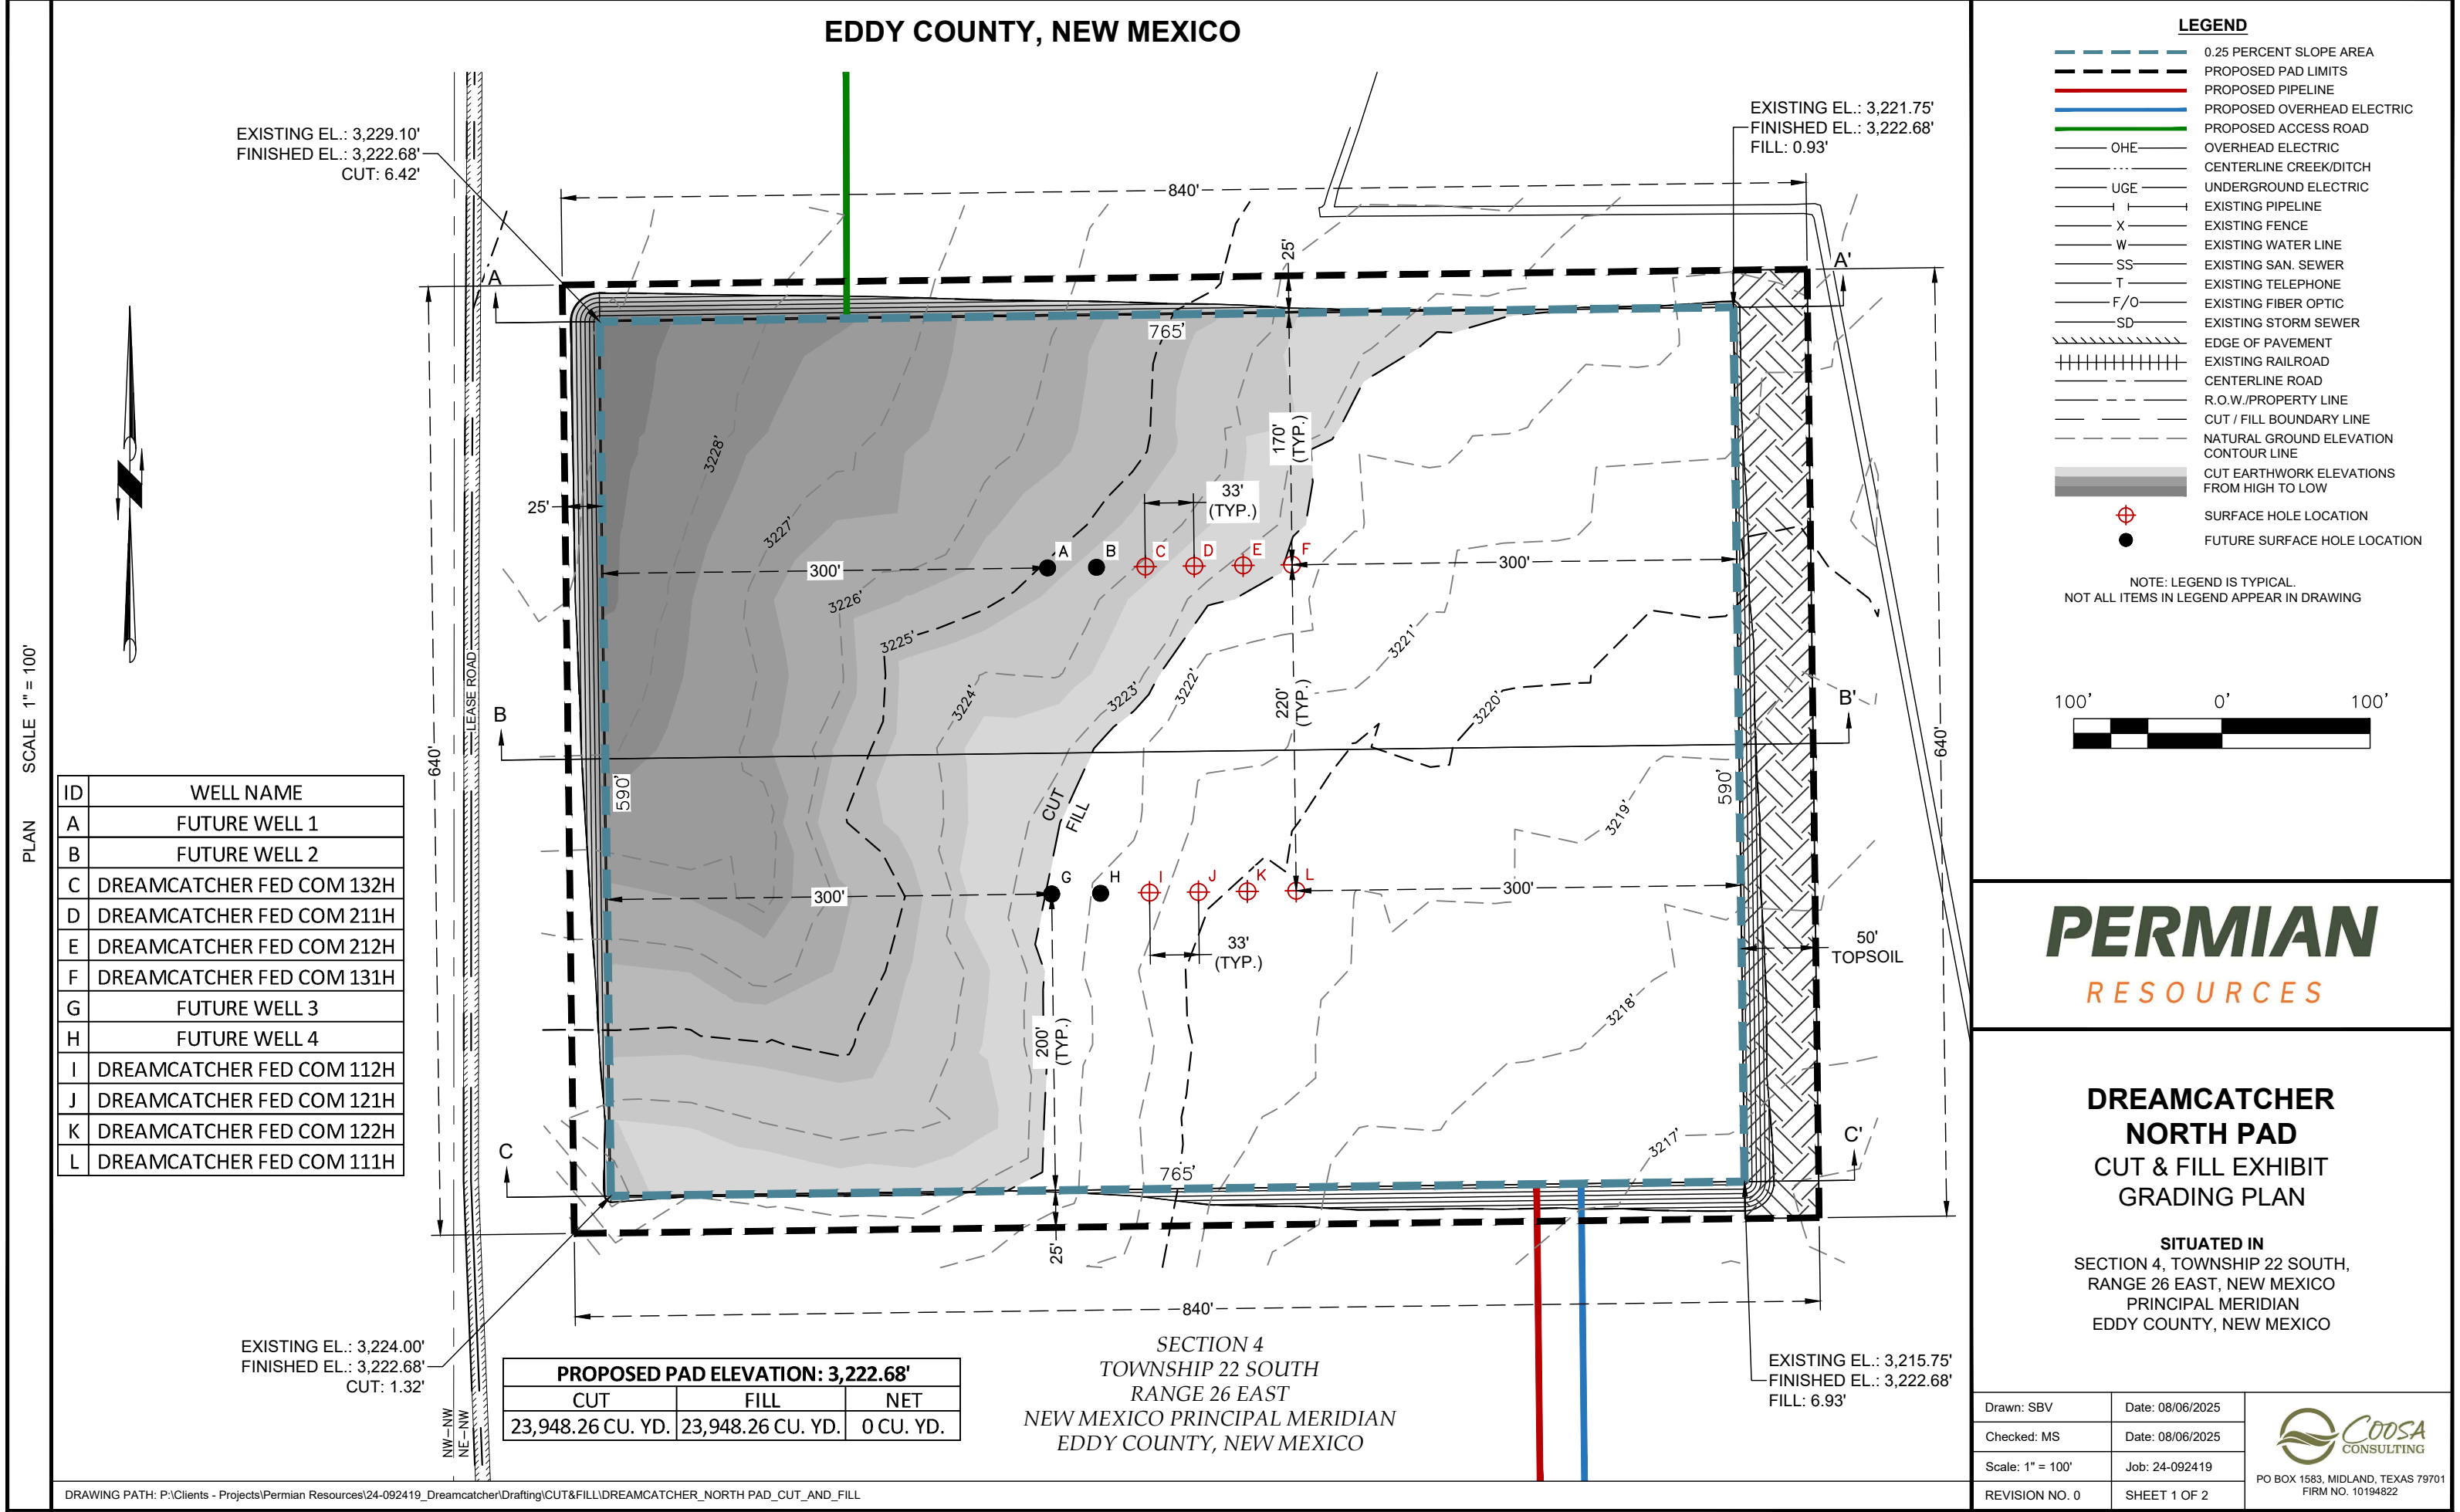 EDDY COUNTY, NEW MEXICO
PLAN SCALE 1" = 100'
EXISTING EL.: 3,229.10'
FINISHED EL.: 3,222.68'
CUT: 6.42'
EXISTING EL.: 3,221.75'
FINISHED EL.: 3,222.68'
FILL: 0.93'
840'
25'
A
A'
765'
170'
(TYP.)
3228'
25'
33'
(TYP.)
3227'
A
B
C
D
E
F
300'
300'
3226'
3225'
3221'
LEASE ROAD
3224'
3223'
3222'
220'
(TYP.)
3220'
B
B'
640'
640'
590'
590'
CUT
FILL
3219'
G
H
I
J
K
L
300'
300'
33'
(TYP.)
50'
TOPSOIL
3218'
200'
(TYP.)
3217'
C
C'
765'
25'
840'
ID WELL NAME
A FUTURE WELL 1
B FUTURE WELL 2
C DREAMCATCHER FED COM 132H
D DREAMCATCHER FED COM 211H
E DREAMCATCHER FED COM 212H
F DREAMCATCHER FED COM 131H
G FUTURE WELL 3
H FUTURE WELL 4
I DREAMCATCHER FED COM 112H
J DREAMCATCHER FED COM 121H
K DREAMCATCHER FED COM 122H
L DREAMCATCHER FED COM 111H
EXISTING EL.: 3,224.00'
FINISHED EL.: 3,222.68'
CUT: 1.32'
NW-NW
NE-NW
PROPOSED PAD ELEVATION: 3,222.68'
CUT FILL NET
23,948.26 CU. YD. 23,948.26 CU. YD. 0 CU. YD.
SECTION 4
TOWNSHIP 22 SOUTH
RANGE 26 EAST
NEW MEXICO PRINCIPAL MERIDIAN
EDDY COUNTY, NEW MEXICO
EXISTING EL.: 3,215.75'
FINISHED EL.: 3,222.68'
FILL: 6.93'
DRAWING PATH: P:\Clients - Projects\Permian Resources\24-092419_Dreamcatcher\Drafting\CUT&FILL\DREAMCATCHER_NORTH PAD_CUT_AND_FILL
LEGEND
0.25 PERCENT SLOPE AREA
PROPOSED PAD LIMITS
PROPOSED PIPELINE
PROPOSED OVERHEAD ELECTRIC
PROPOSED ACCESS ROAD
OHE OVERHEAD ELECTRIC
CENTERLINE CREEK/DITCH
UGE UNDERGROUND ELECTRIC
EXISTING PIPELINE
X EXISTING FENCE
W EXISTING WATER LINE
SS EXISTING SAN. SEWER
T EXISTING TELEPHONE
F/O EXISTING FIBER OPTIC
SD EXISTING STORM SEWER
EDGE OF PAVEMENT
EXISTING RAILROAD
CENTERLINE ROAD
R.O.W./PROPERTY LINE
CUT / FILL BOUNDARY LINE
NATURAL GROUND ELEVATION
CONTOUR LINE
CUT EARTHWORK ELEVATIONS
FROM HIGH TO LOW
SURFACE HOLE LOCATION
FUTURE SURFACE HOLE LOCATION
NOTE: LEGEND IS TYPICAL.
NOT ALL ITEMS IN LEGEND APPEAR IN DRAWING
100' 0' 100'
PERMIAN
RESOURCES
DREAMCATCHER
NORTH PAD
CUT & FILL EXHIBIT
GRADING PLAN
SITUATED IN
SECTION 4, TOWNSHIP 22 SOUTH,
RANGE 26 EAST, NEW MEXICO
PRINCIPAL MERIDIAN
EDDY COUNTY, NEW MEXICO
Drawn: SBV Date: 08/06/2025
Checked: MS Date: 08/06/2025
Scale: 1" = 100' Job: 24-092419
REVISION NO. 0 SHEET 1 OF 2
COOSA
CONSULTING
PO BOX 1583, MIDLAND, TEXAS 79701
FIRM NO. 10194822